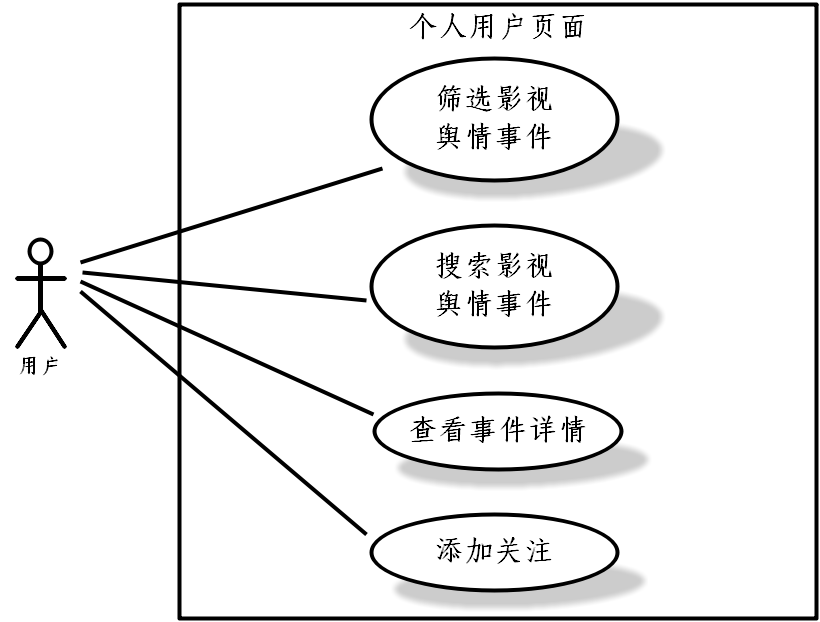 个人用户页面
筛选影视
舆情事件
搜索影视
舆情事件
用户
查看事件详情
添加关注